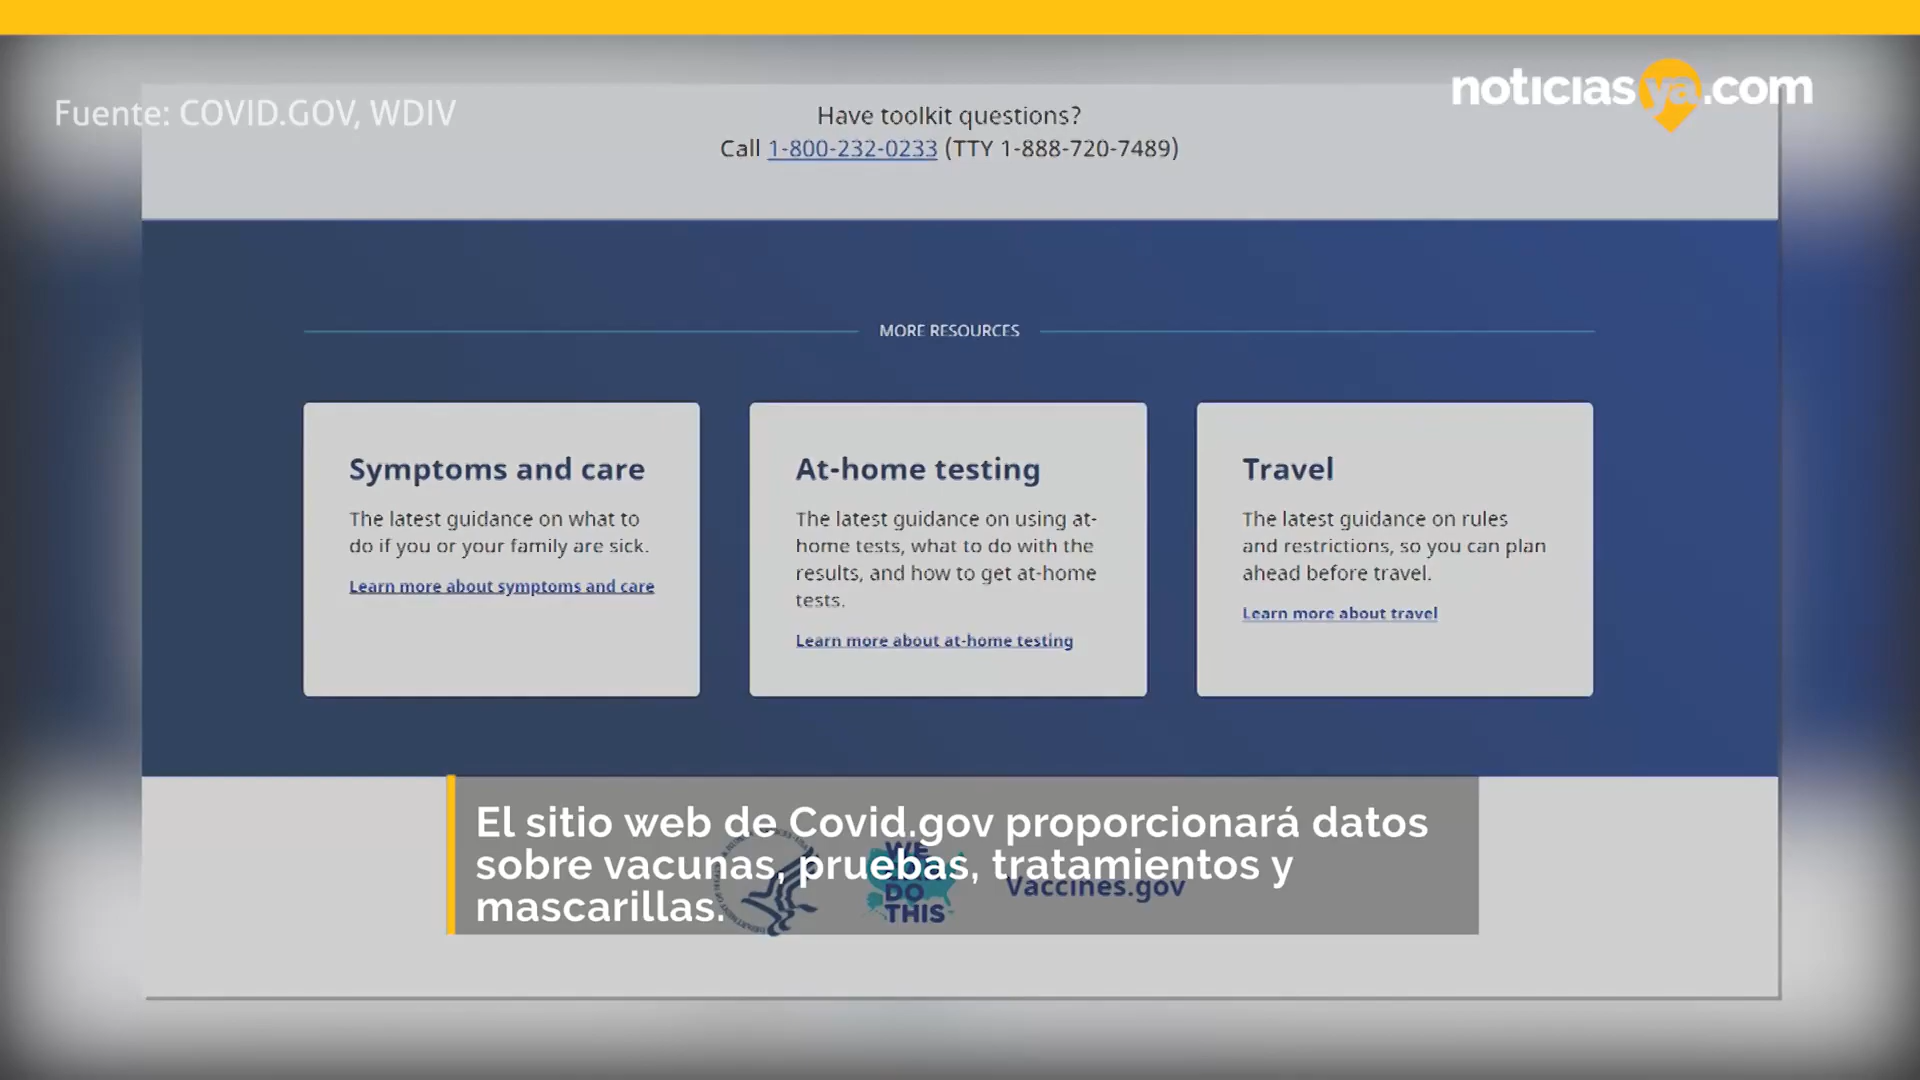 Fuente: COVID.GOV, WDIV
noticiasya.com
Have toolkit questions?
Call 1-800-232-0233 (TTY 1-888-720-7489)
MORE RESOURCES
Symptoms and care
The latest guidance on what to
do if you or your family are sick.
Learn more about symptoms and care
At-home testing
The latest guidance on using at-
home tests, what to do with the
results, and how to get at-home
tests.
Learn more about at-home testing
Travel
The latest guidance on rules
and restrictions, so you can plan
ahead before travel.
Learn more about travel
El sitio web de Covid.gov proporcionará datos
sobre vacunas, pruebas, tratamientos y
mascarillas.
WE
DO
THIS
Vaccines.gov